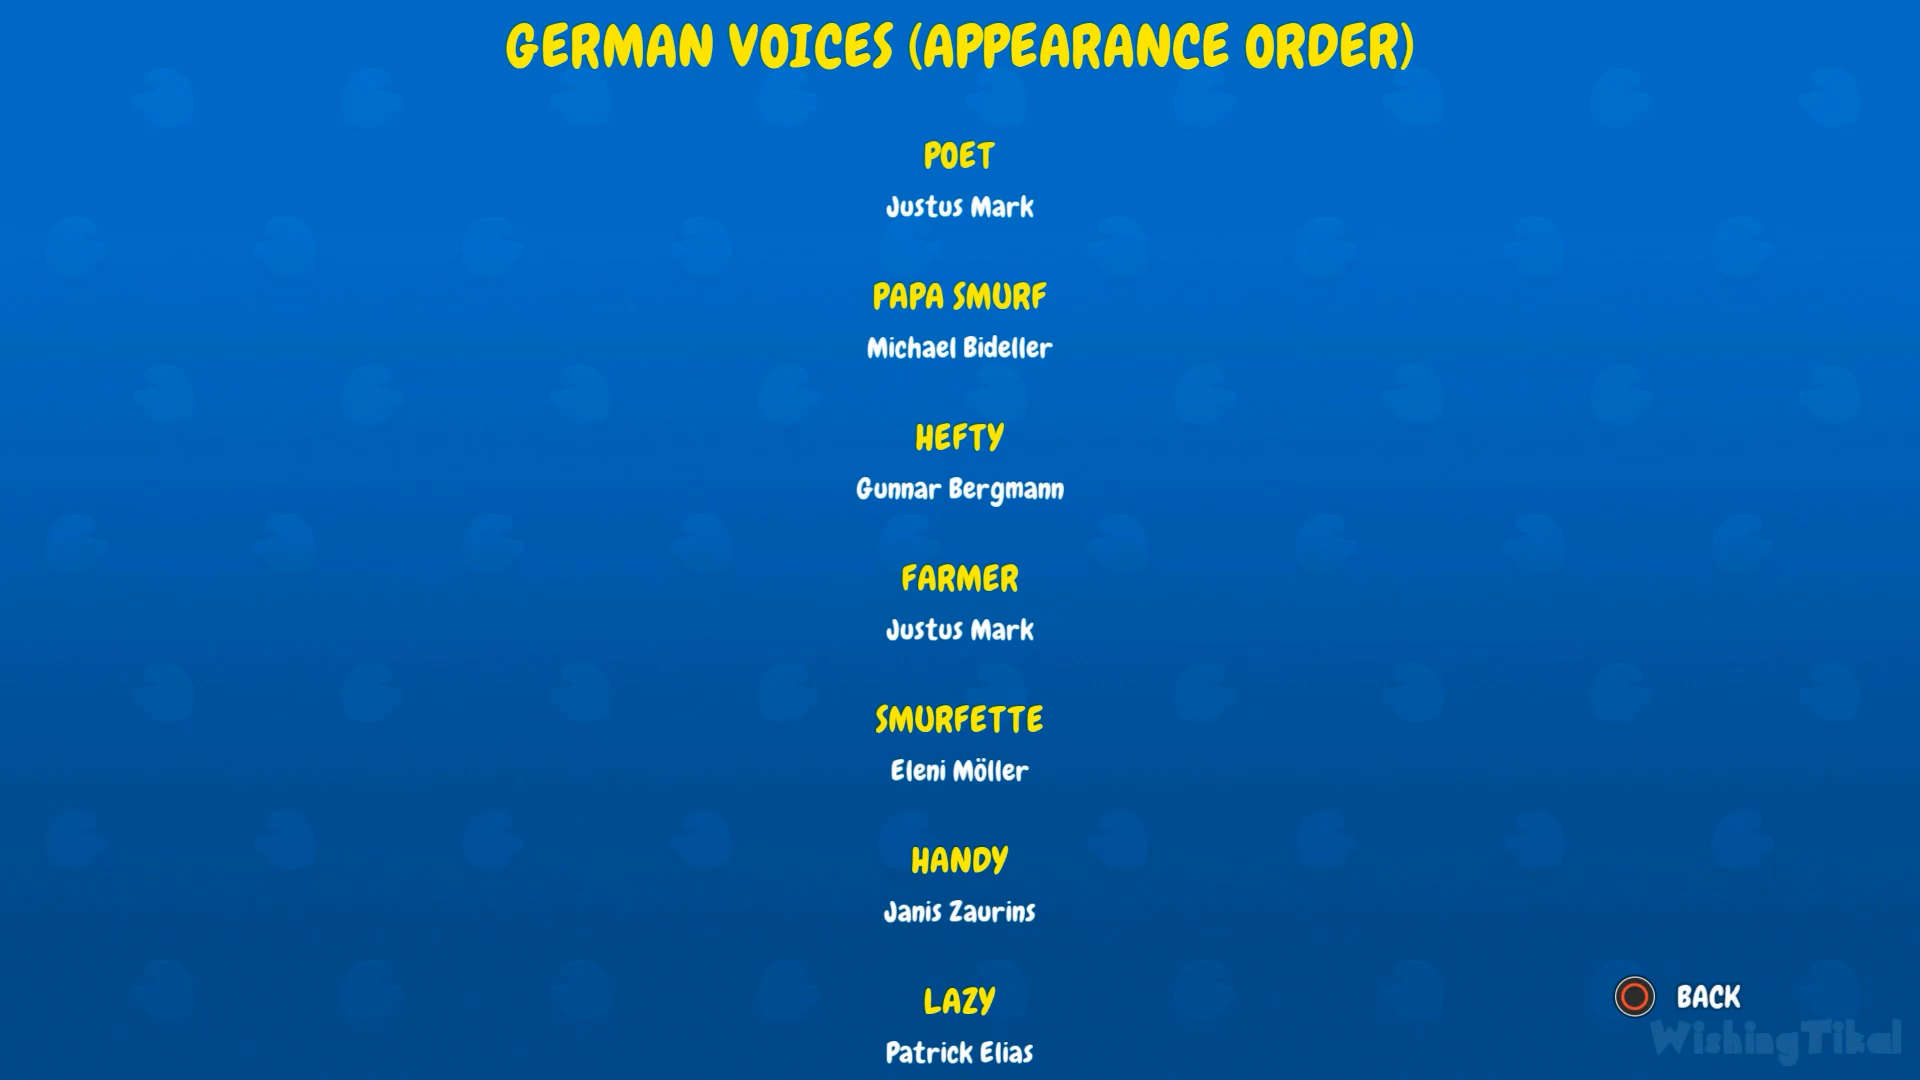 GERMAN VOICES (APPEARANCE ORDER)
POET
Justus Mark
PAPA SMURF
Michael Bideller
HEFTY
Gunnar Bergmann
FARMER
Justus Mark
SMURFETTE
Eleni Möller
HANDY
Janis Zaurins
LAZY
Patrick Elias
BACK
WishingTikal